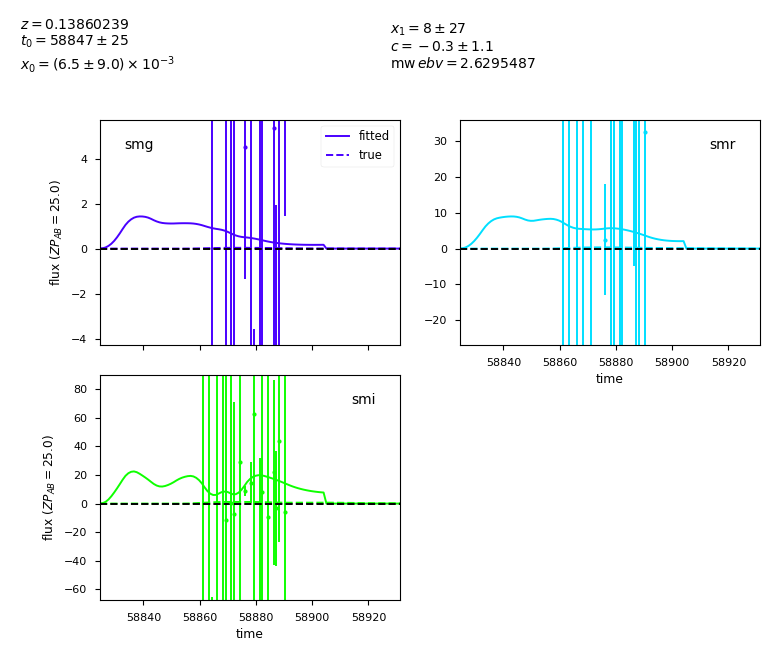 z = 0.13860239
t₀ = 58847 ± 25
x₀ = (6.5 ± 9.0) × 10⁻³
x₁ = 8 ± 27
c = −0.3 ± 1.1
mw ebv = 2.6295487
smg
fitted
true
4
2
0
−2
−4
flux (ZP_AB = 25.0)
smr
30
20
10
0
−10
−20
58840 58860 58880 58900 58920
time
smi
80
60
40
20
0
−20
−40
−60
flux (ZP_AB = 25.0)
58840 58860 58880 58900 58920
time